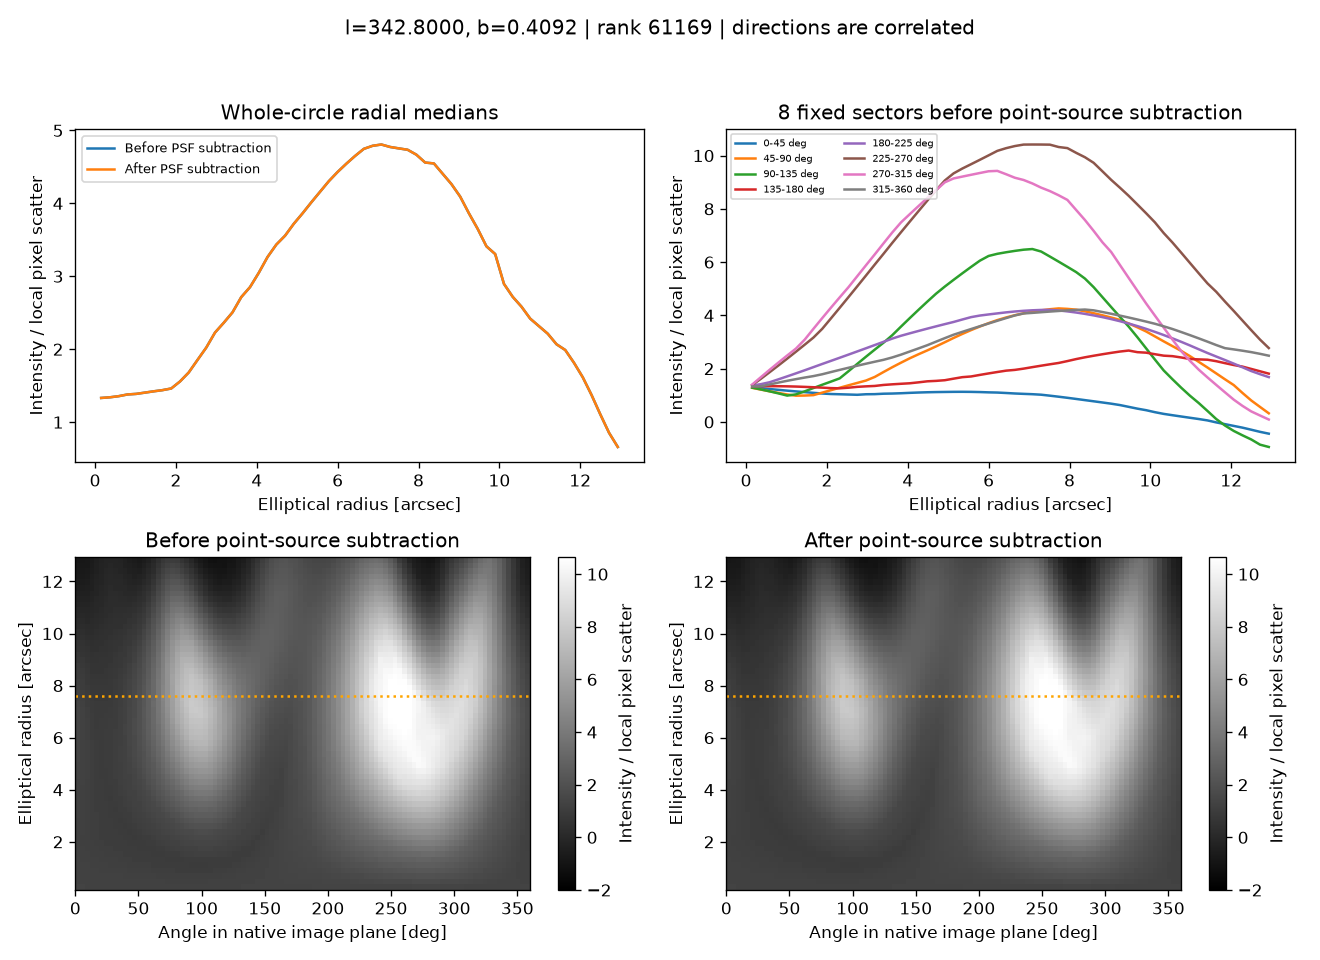 l=342.8000, b=0.4092 | rank 61169 | directions are correlated
Whole-circle radial medians
Before PSF subtraction
After PSF subtraction
Intensity / local pixel scatter
5
4
3
2
1
0 2 4 6 8 10 12
Elliptical radius [arcsec]
8 fixed sectors before point-source subtraction
0-45 deg
45-90 deg
90-135 deg
135-180 deg
180-225 deg
225-270 deg
270-315 deg
315-360 deg
Intensity / local pixel scatter
10
8
6
4
2
0
0 2 4 6 8 10 12
Elliptical radius [arcsec]
Before point-source subtraction
Elliptical radius [arcsec]
12
10
8
6
4
2
0 50 100 150 200 250 300 350
Angle in native image plane [deg]
10
8
6
4
2
0
−2
Intensity / local pixel scatter
After point-source subtraction
Elliptical radius [arcsec]
12
10
8
6
4
2
0 50 100 150 200 250 300 350
Angle in native image plane [deg]
10
8
6
4
2
0
−2
Intensity / local pixel scatter